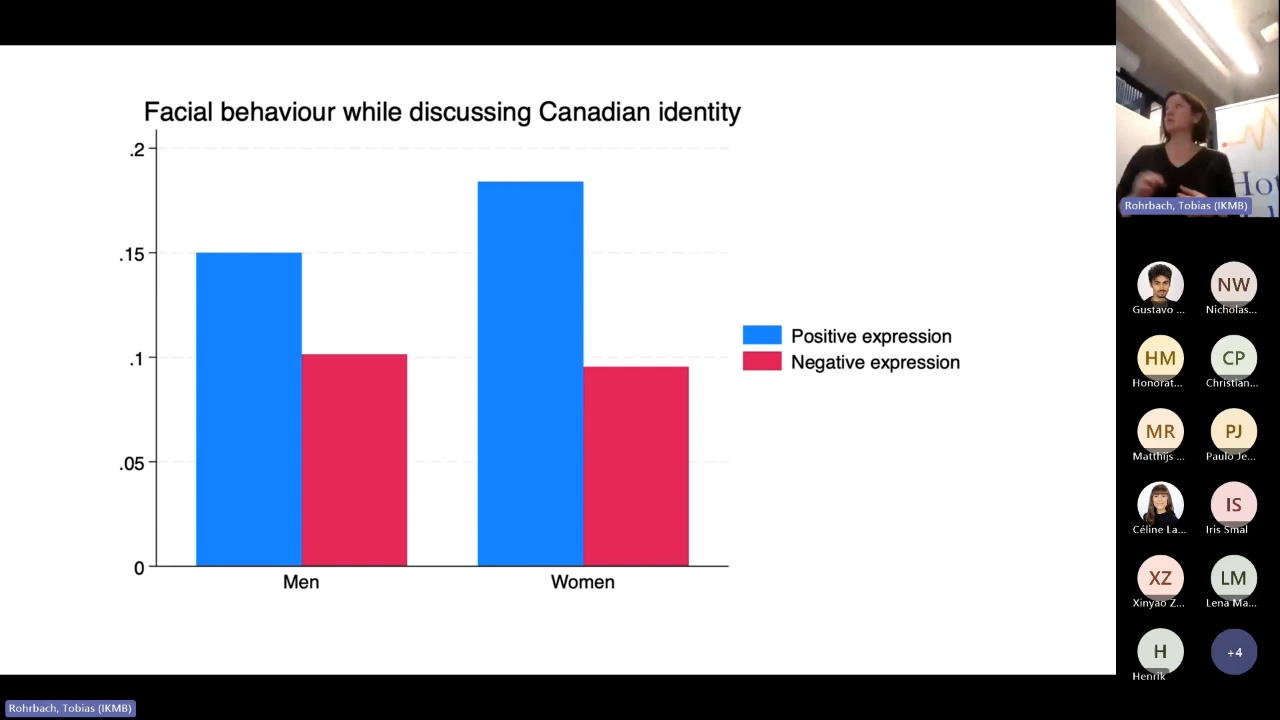 Facial behaviour while discussing Canadian identity
.2
.15
.1
.05
0
Men
Women
Positive expression
Negative expression
Rohrbach, Tobias (IKMB)
Gustavo ...
NW
Nicholas...
HM
Honorat...
CP
Christian...
MR
Matthijs ...
PJ
Paulo Je...
Céline La...
IS
Iris Smal
XZ
Xinyao Z...
LM
Lena Ma...
H
Henrik
+4
Rohrbach, Tobias (IKMB)